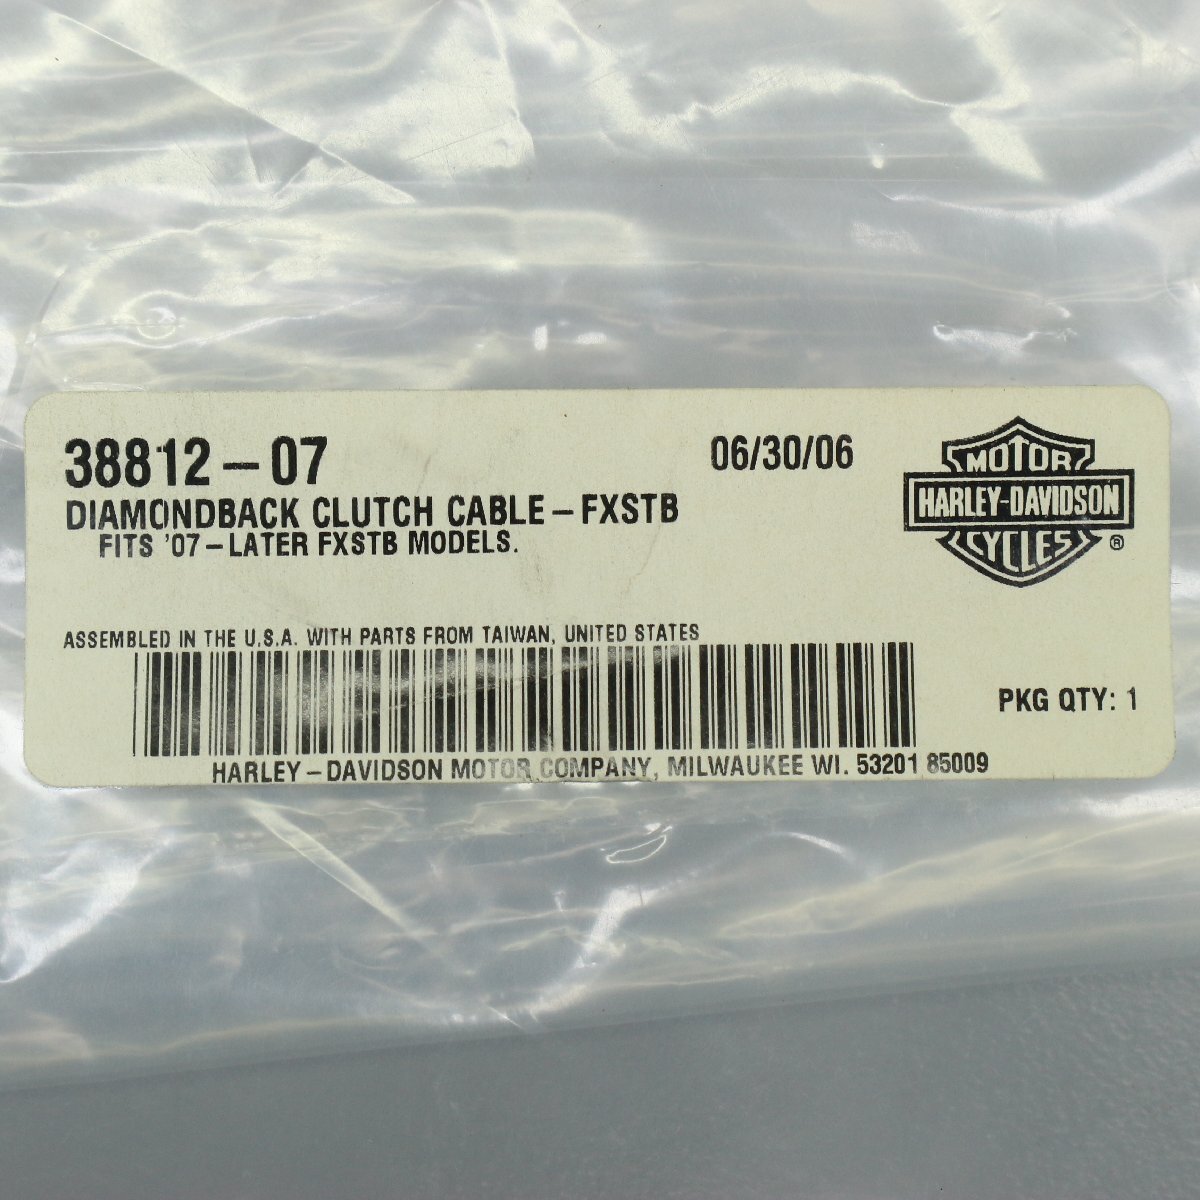 38812-07
06/30/06
DIAMONDBACK CLUTCH CABLE-FXSTB
FITS '07-LATER FXSTB MODELS.
MOTOR
HARLEY-DAVIDSON
CYCLES
®
ASSEMBLED IN THE U.S.A. WITH PARTS FROM TAIWAN, UNITED STATES
PKG QTY: 1
HARLEY-DAVIDSON MOTOR COMPANY, MILWAUKEE WI. 53201 85009